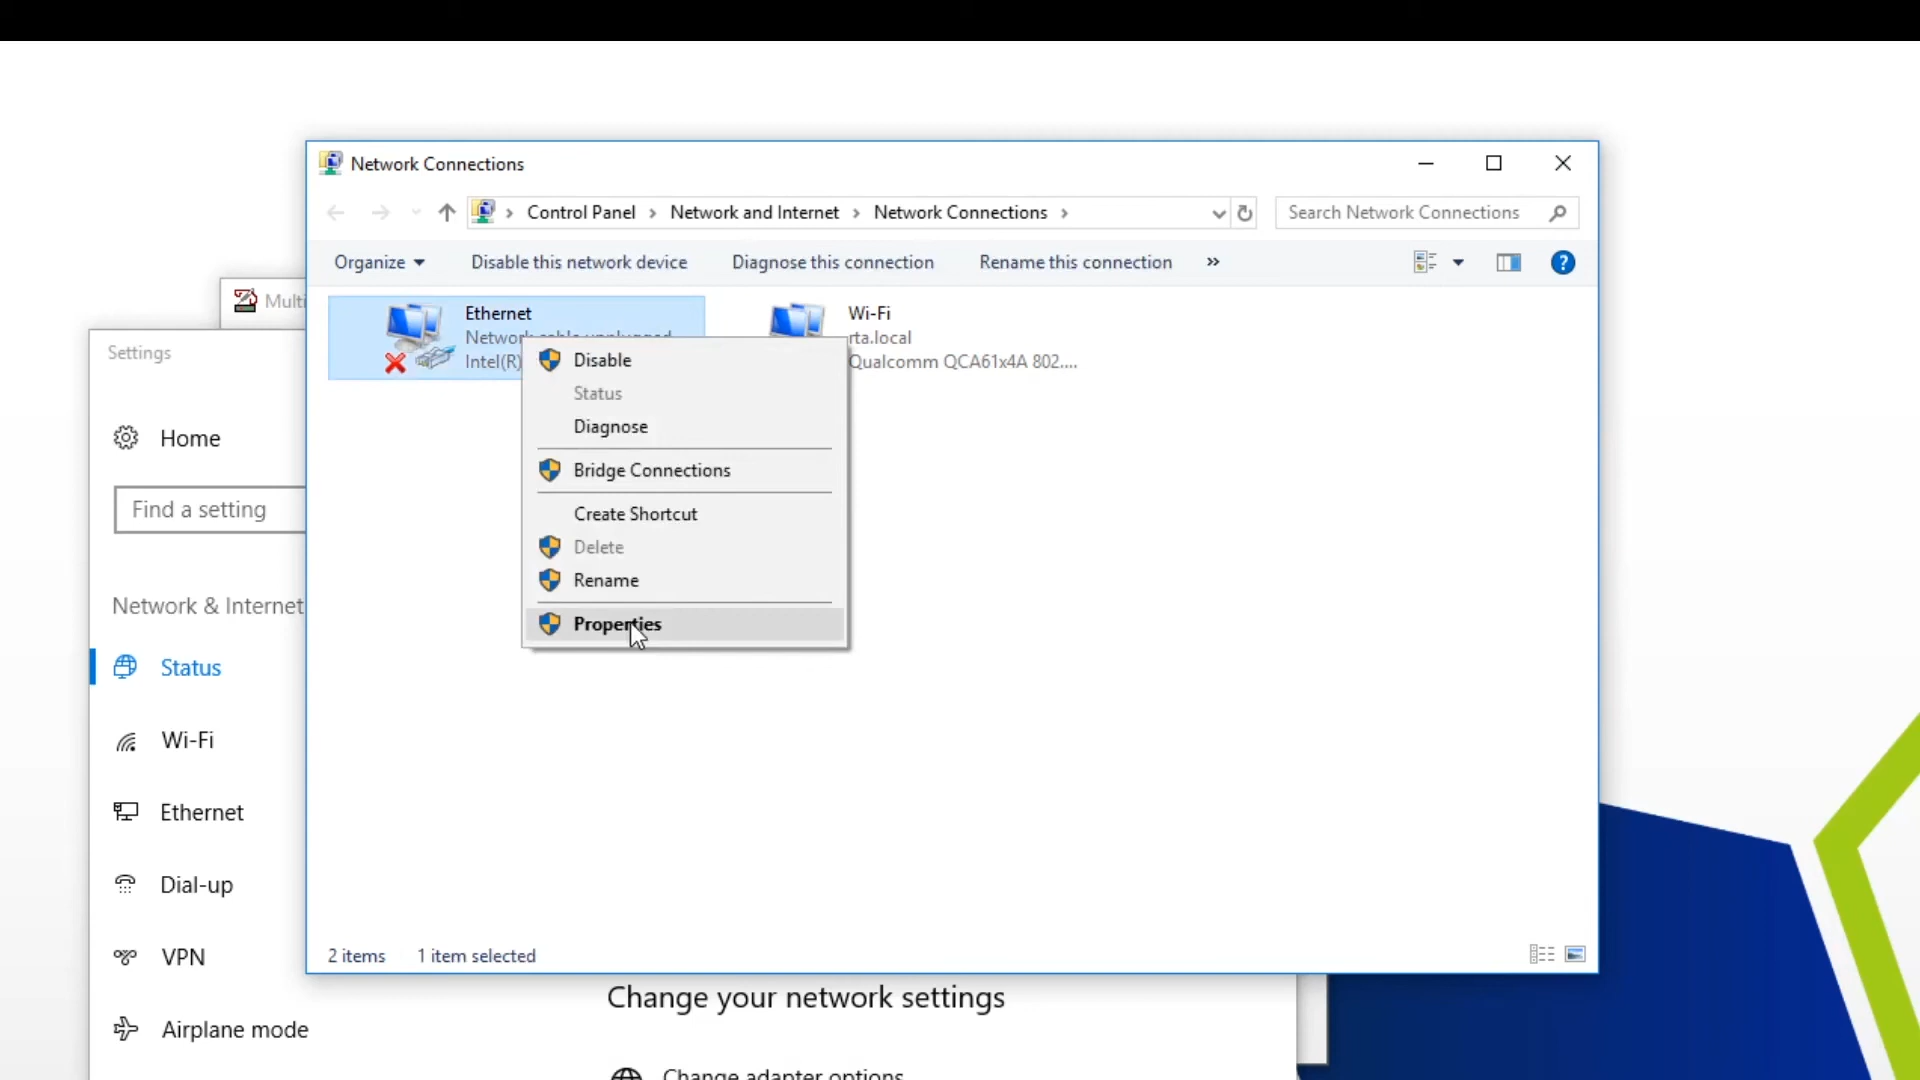 Network Connections
Control Panel > Network and Internet > Network Connections >
Search Network Connections
Organize
Disable this network device
Diagnose this connection
Rename this connection
»
Multi
Ethernet
Network cable unplugged
Intel(R)
Wi-Fi
rta.local
Qualcomm QCA61x4A 802....
Disable
Status
Diagnose
Bridge Connections
Create Shortcut
Delete
Rename
Properties
Settings
Home
Find a setting
Network & Internet
Status
Wi-Fi
Ethernet
Dial-up
VPN
Airplane mode
2 items
1 item selected
Change your network settings
Change adapter options